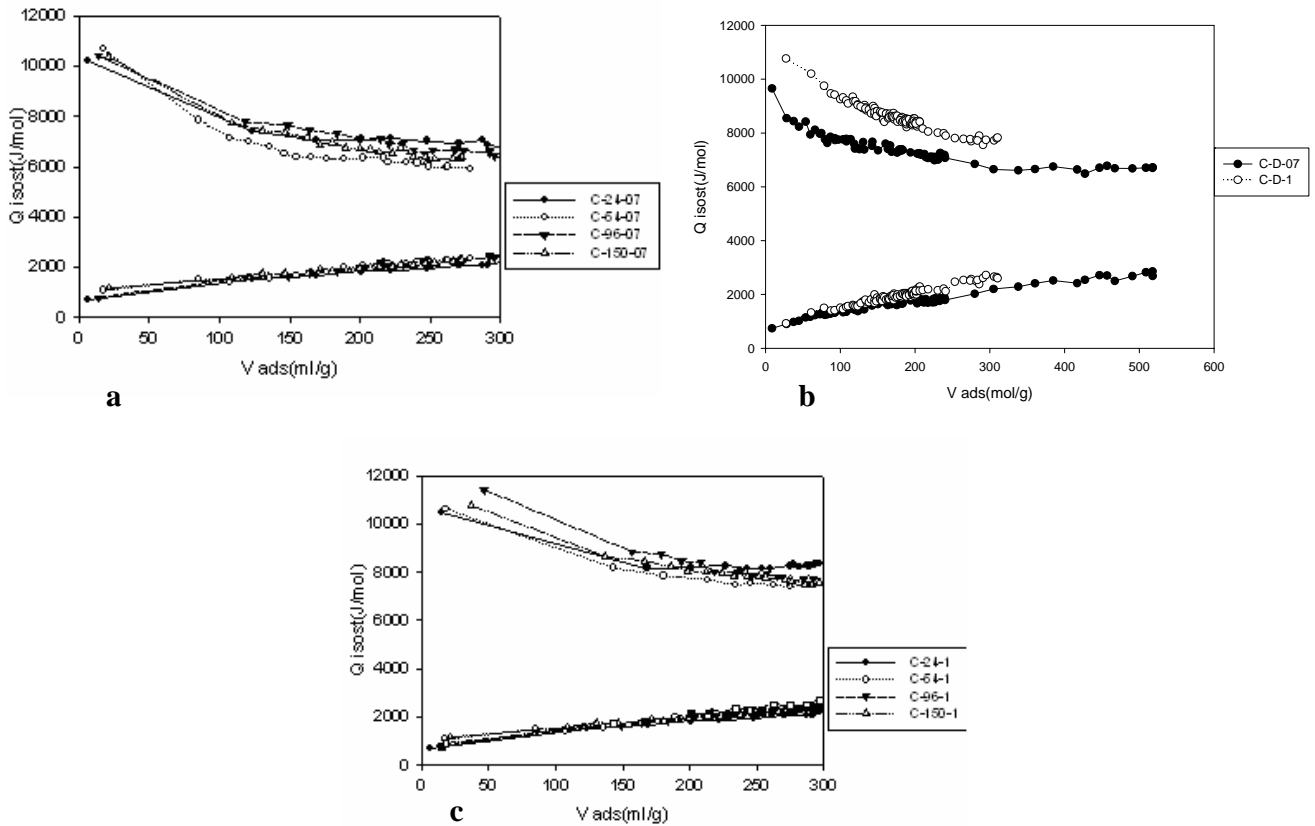 12000
10000
8000
6000
4000
2000
0
Q isost(J/mol)
0 50 100 150 200 250 300
V ads(ml/g)
C-24-07
C-54-07
C-96-07
C-150-07
a
12000
10000
8000
6000
4000
2000
0
Q isost(J/mol)
0 100 200 300 400 500 600
V ads(mol/g)
C-D-07
C-D-1
b
12000
10000
8000
6000
4000
2000
0
Q isost(J/mol)
0 50 100 150 200 250 300
V ads(ml/g)
C-24-1
C-54-1
C-96-1
C-150-1
c